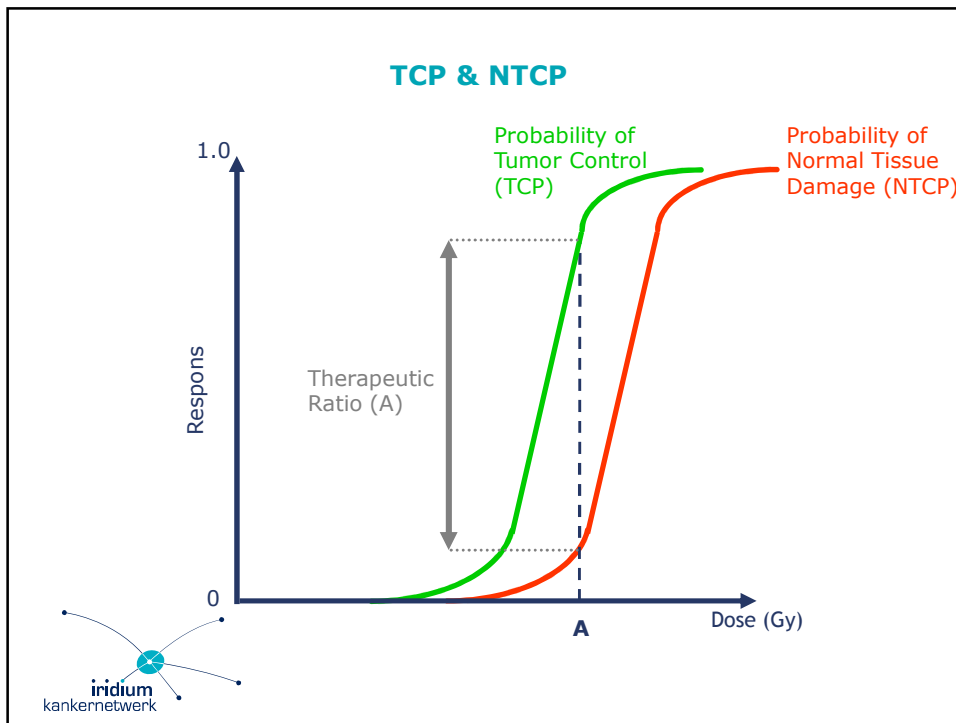 TCP & NTCP
Probability of
Tumor Control
(TCP)
Probability of
Normal Tissue
Damage (NTCP)
1.0
Respons
Therapeutic
Ratio (A)
0
A
Dose (Gy)
iridium
kankernetwerk